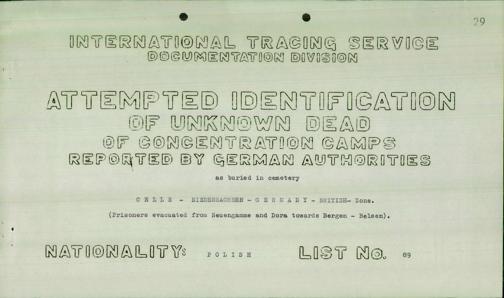 29
INTERNATIONAL TRACING SERVICE
DOCUMENTATION DIVISION
ATTEMPTED IDENTIFICATION
OF UNKNOWN DEAD
OF CONCENTRATION CAMPS
REPORTED BY GERMAN AUTHORITIES
as buried in cemetery
CELLE - NIEDERSACHSEN - GERMANY - BRITISH- Zone.
(Prisoners evacuated from Neuengamme and Dora towards Bergen - Belsen).
NATIONALITY: POLISH LIST No. 89